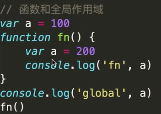 // 函数和全局作用域
var a = 100
function fn() {
    var a = 200
    console.log('fn', a)
}
console.log('global', a)
fn()